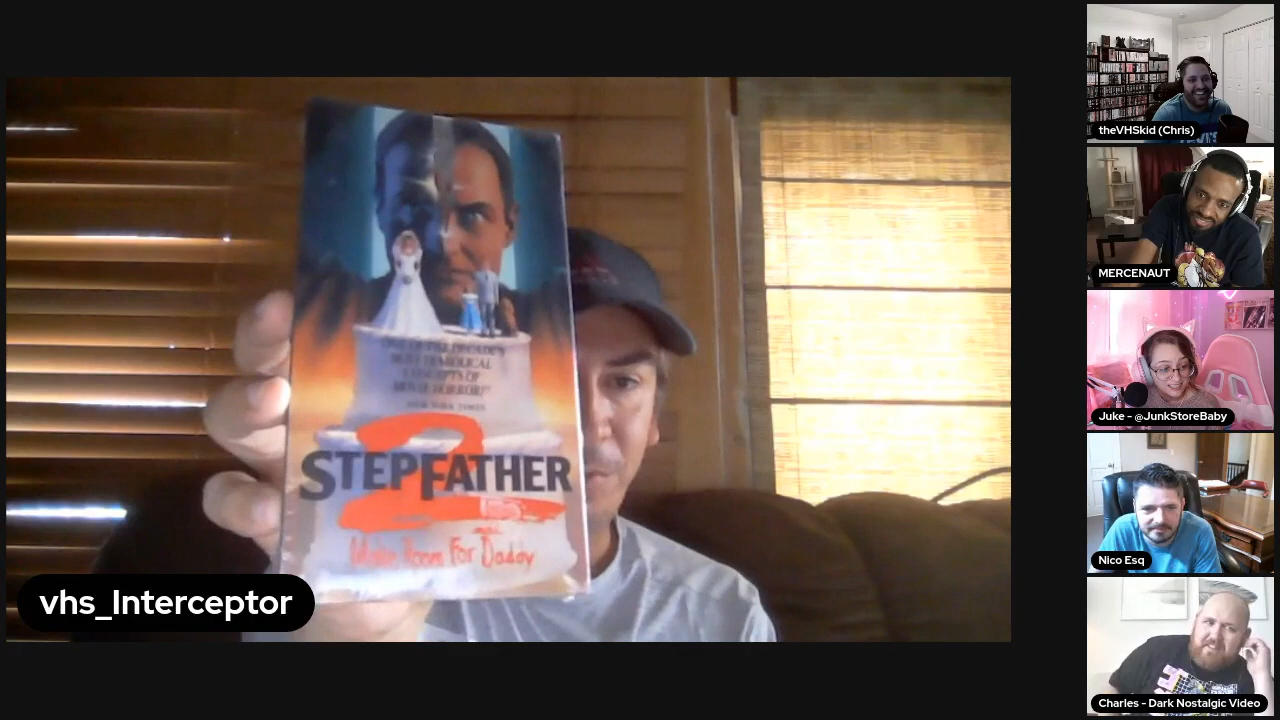 ONE OF THE DECADE'S
MOST DIABOLICAL
CONCEPTS OF
MOVIE HORROR!"
NEW YORK TIMES
2
STEPFATHER
Make Room For Daddy
vhs_Interceptor
theVHSkid (Chris)
MERCENAUT
Juke - @JunkStoreBaby
Nico Esq
Charles - Dark Nostalgic Video